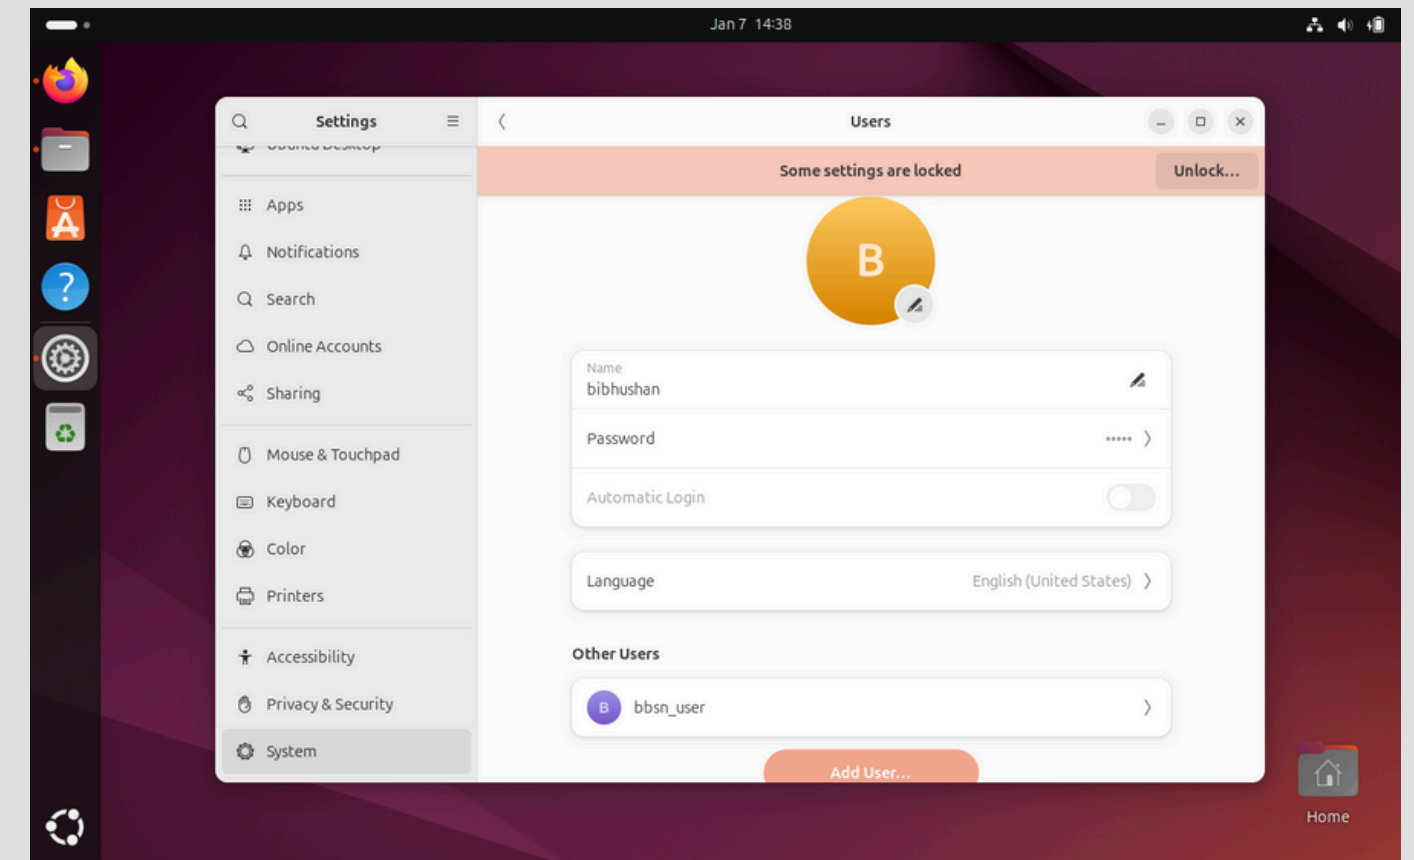 Jan 7 14:38
Settings
Users
Ubuntu Desktop
Some settings are locked
Unlock...
Apps
Notifications
Search
Online Accounts
Sharing
Mouse & Touchpad
Keyboard
Color
Printers
Accessibility
Privacy & Security
System
B
Name
bibhushan
Password
Automatic Login
Language
English (United States)
Other Users
B
bbsn_user
Add User...
Home